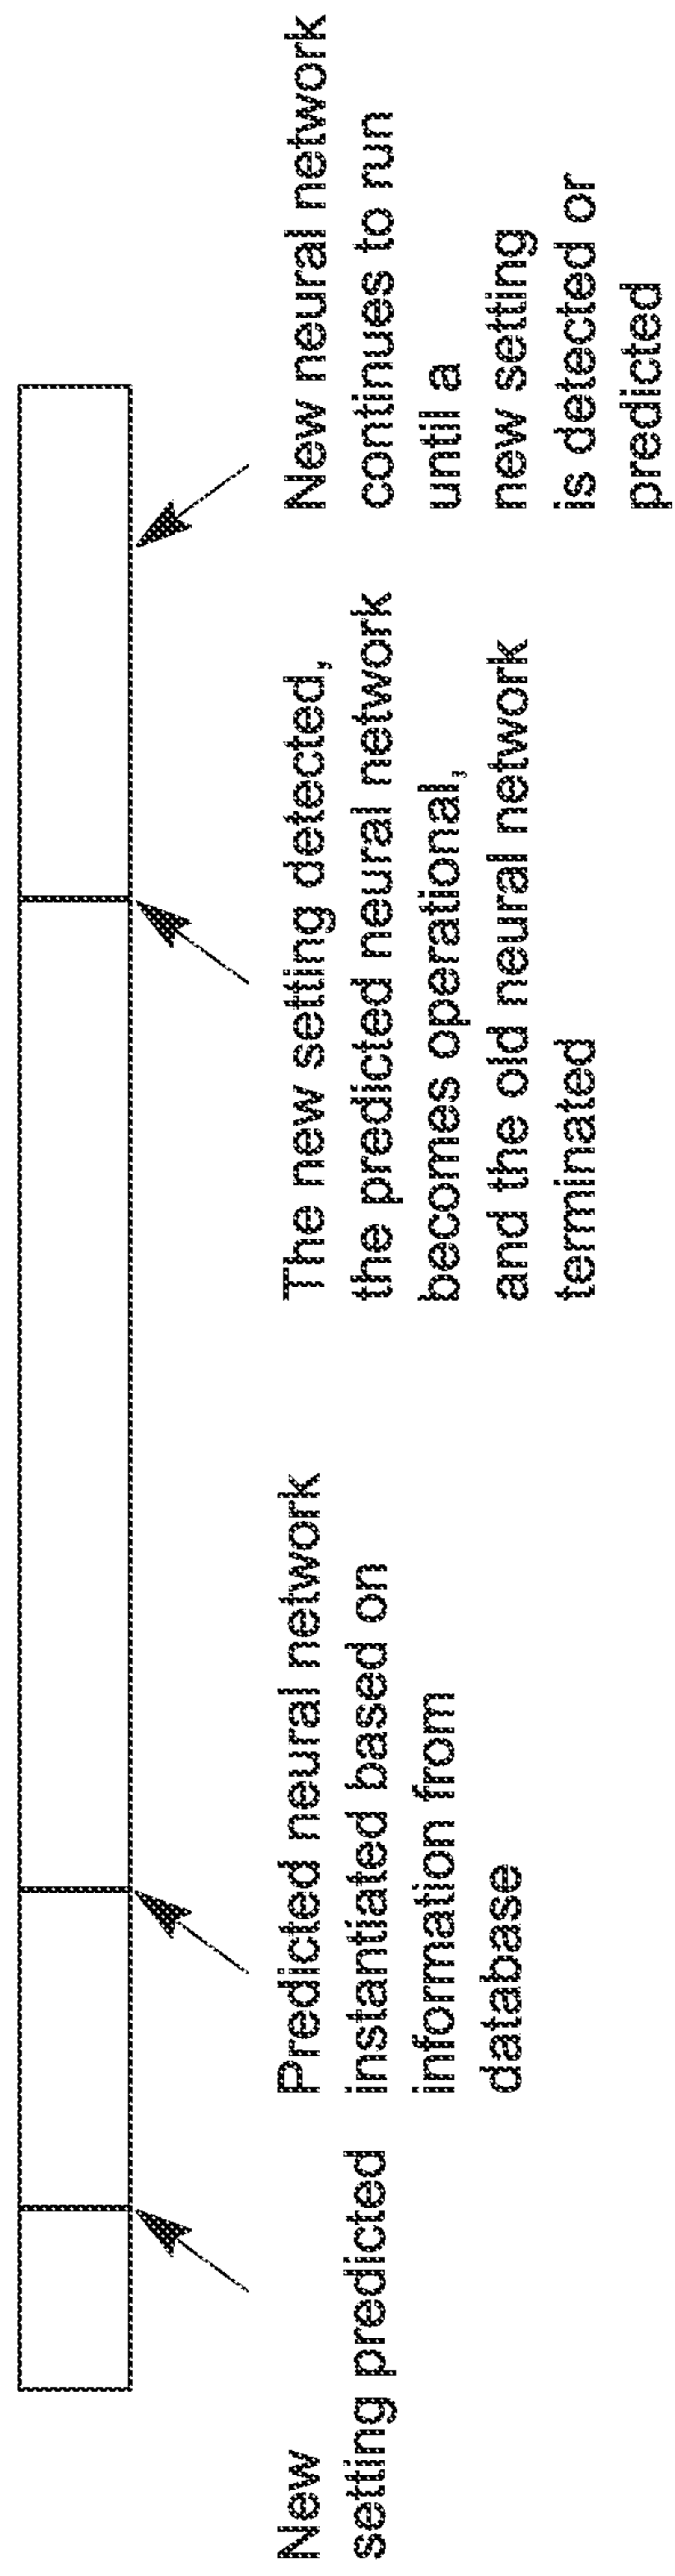 New
setting predicted
Predicted neural network
instantiated based on
information from
database
The new setting detected,
the predicted neural network
becomes operational,
and the old neural network
terminated
New neural network
continues to run
until a
new setting
is detected or
predicted